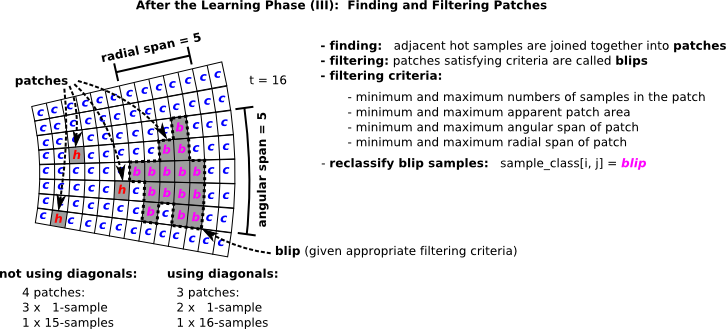 After the Learning Phase (III): Finding and Filtering Patches
radial span = 5
patches
t = 16
angular span = 5
- finding: adjacent hot samples are joined together into patches
- filtering: patches satisfying criteria are called blips
- filtering criteria:
- minimum and maximum numbers of samples in the patch
- minimum and maximum apparent patch area
- minimum and maximum angular span of patch
- minimum and maximum radial span of patch
- reclassify blip samples: sample_class[i, j] = blip
blip (given appropriate filtering criteria)
not using diagonals:
4 patches:
3 x 1-sample
1 x 15-samples
using diagonals:
3 patches:
2 x 1-sample
1 x 16-samples